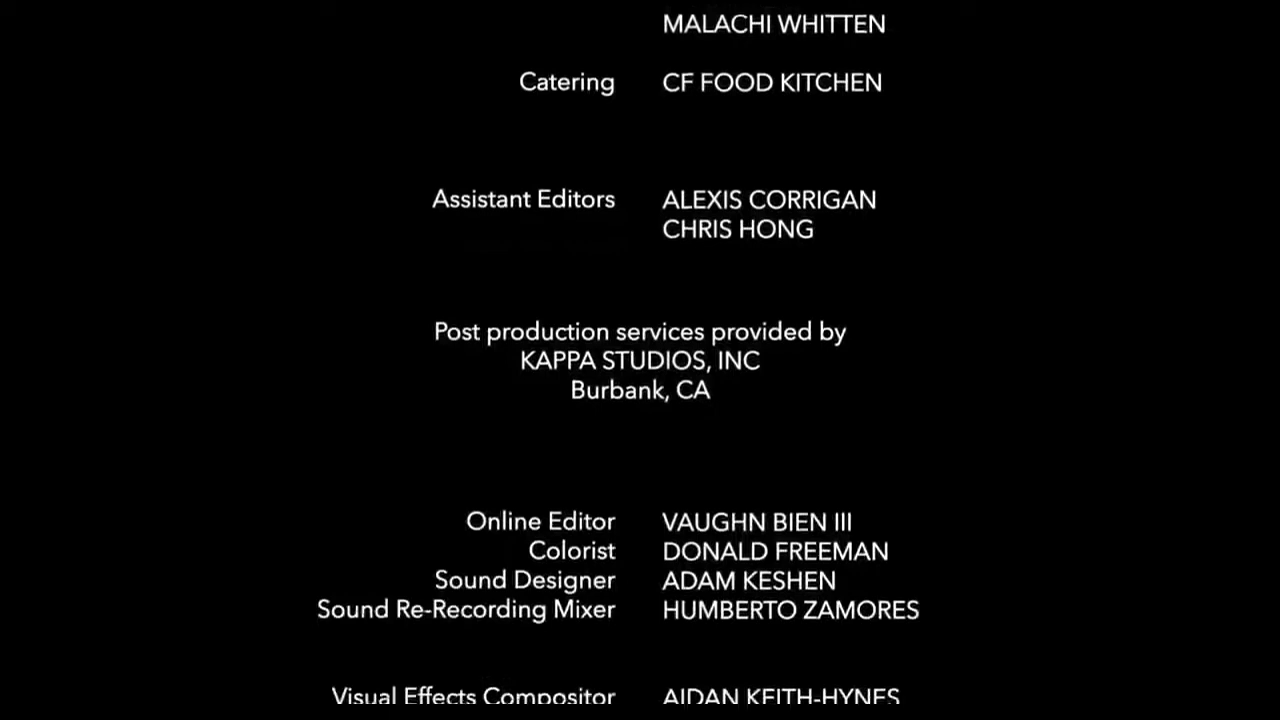 MALACHI WHITTEN
Catering CF FOOD KITCHEN
Assistant Editors ALEXIS CORRIGAN
CHRIS HONG
Post production services provided by
KAPPA STUDIOS, INC
Burbank, CA
Online Editor VAUGHN BIEN III
Colorist DONALD FREEMAN
Sound Designer ADAM KESHEN
Sound Re-Recording Mixer HUMBERTO ZAMORES
Visual Effects Compositor AIDAN KEITH-HYNES